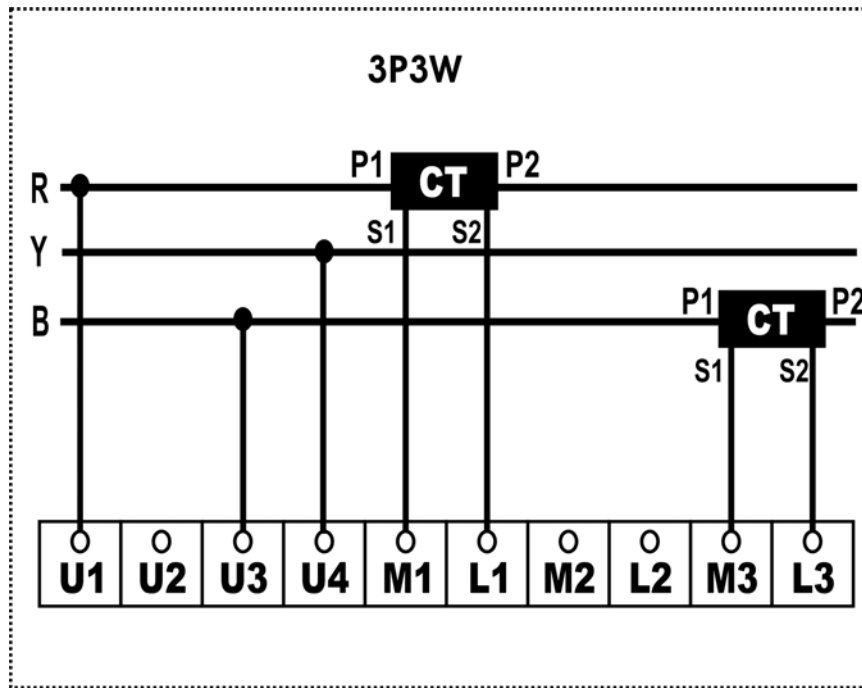 3P3W
P1 CT P2
R
S1 S2
Y
P1 CT P2
B
S1 S2
U1 U2 U3 U4 M1 L1 M2 L2 M3 L3